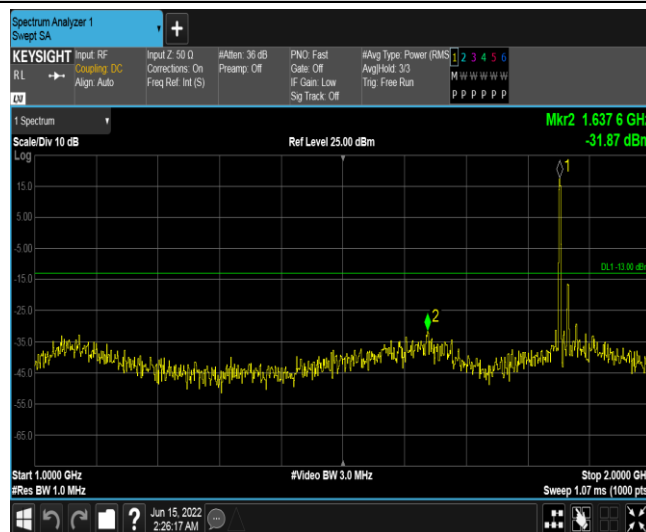 Spectrum Analyzer 1
Swept SA
+
KEYSIGHT Input: RF Input Z: 50 Ω #Atten: 36 dB PNO: Fast #Avg Type: Power (RMS 1 2 3 4 5 6
RL Coupling: DC Corrections: On Preamp: Off Gate: Off Avg|Hold: 3/3 M W W W W W
Align: Auto Freq Ref: Int (S) IF Gain: Low Trig: Free Run
Sig Track: Off P P P P P P
LXI
1 Spectrum Mkr2 1.637 6 GHz
Scale/Div 10 dB Ref Level 25.00 dBm -31.87 dBm
Log
1
15.0
5.00
-5.00
DL1 -13.00 dBm
-15.0
-25.0
2
-35.0
-45.0
-55.0
-65.0
Start 1.0000 GHz #Video BW 3.0 MHz Stop 2.0000 GH
#Res BW 1.0 MHz Sweep 1.07 ms (1000 pts
? Jun 15, 2022
2:26:17 AM